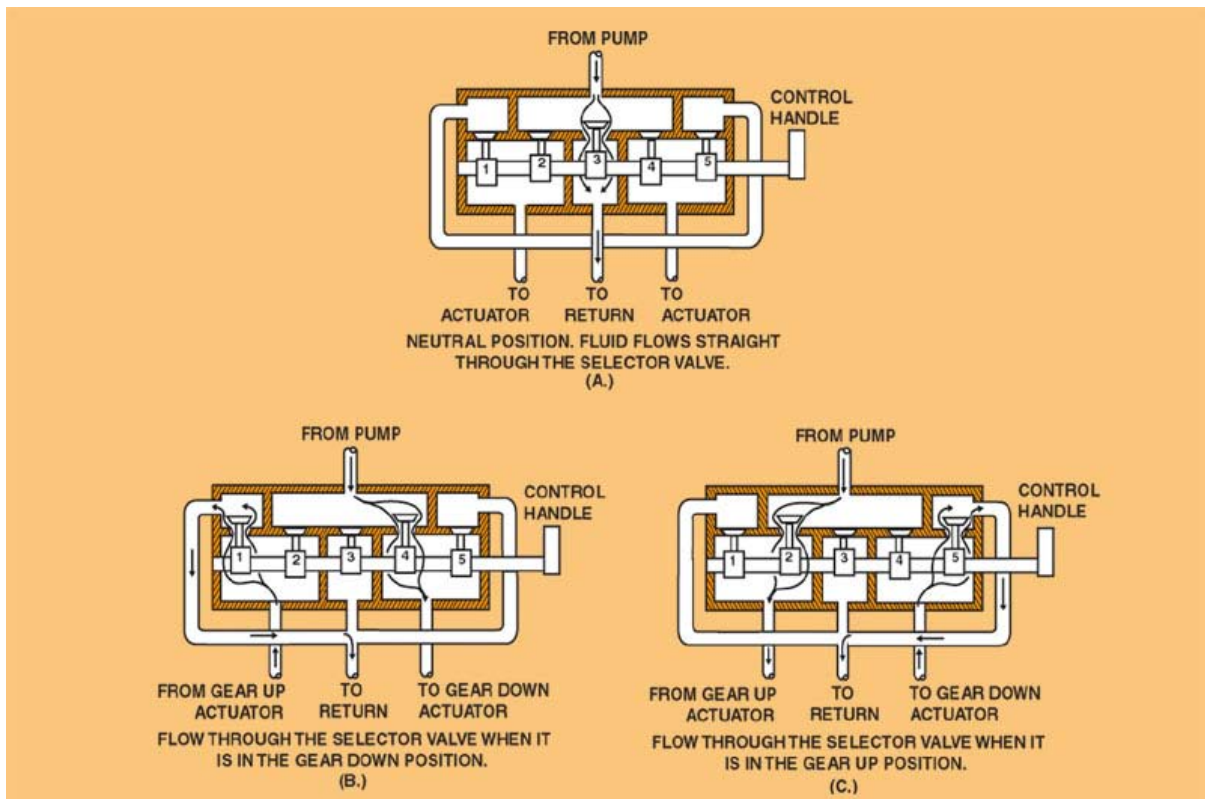 FROM PUMP
CONTROL
HANDLE
1 2 3 4 5
TO
ACTUATOR
TO
RETURN
TO
ACTUATOR
NEUTRAL POSITION. FLUID FLOWS STRAIGHT
THROUGH THE SELECTOR VALVE.
(A.)
FROM PUMP
CONTROL
HANDLE
1 2 3 4 5
FROM GEAR UP
ACTUATOR
TO
RETURN
TO GEAR DOWN
ACTUATOR
FLOW THROUGH THE SELECTOR VALVE WHEN IT
IS IN THE GEAR DOWN POSITION.
(B.)
FROM PUMP
CONTROL
HANDLE
1 2 3 4 5
FROM GEAR UP
ACTUATOR
TO
RETURN
TO GEAR DOWN
ACTUATOR
FLOW THROUGH THE SELECTOR VALVE WHEN IT
IS IN THE GEAR UP POSITION.
(C.)